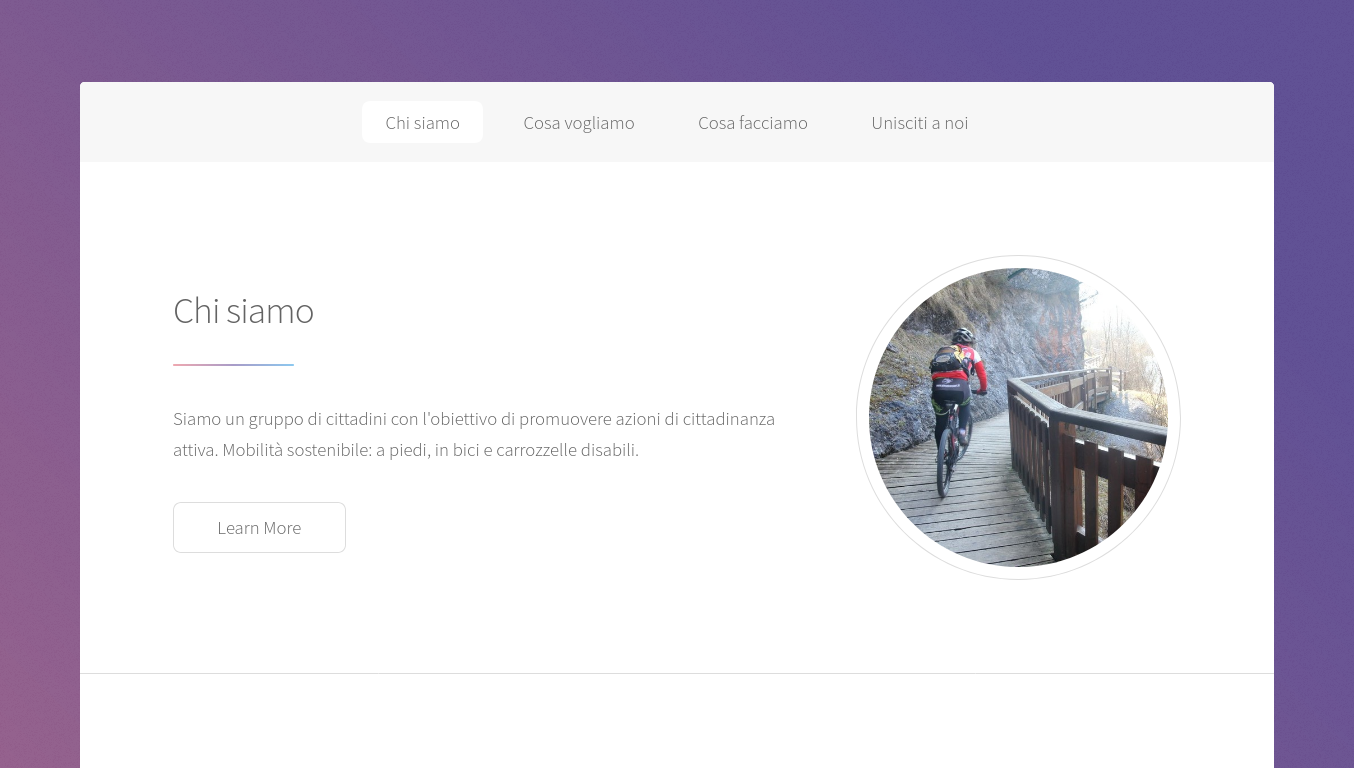 Chi siamo
Cosa vogliamo
Cosa facciamo
Unisciti a noi
Chi siamo
Siamo un gruppo di cittadini con l'obiettivo di promuovere azioni di cittadinanza
attiva. Mobilità sostenibile: a piedi, in bici e carrozzelle disabili.
Learn More